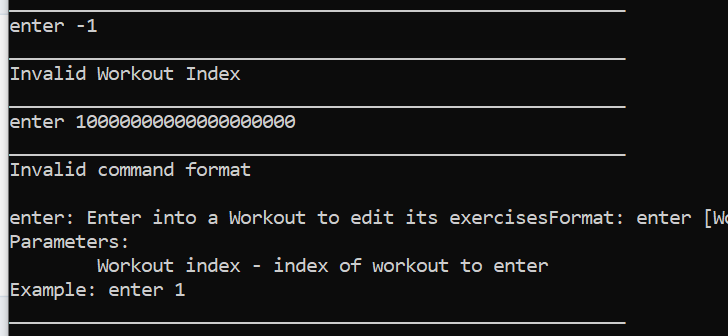 enter -1
Invalid Workout Index
enter 10000000000000000000
Invalid command format
enter: Enter into a Workout to edit its exercisesFormat: enter [Wo
Parameters:
Workout index - index of workout to enter
Example: enter 1